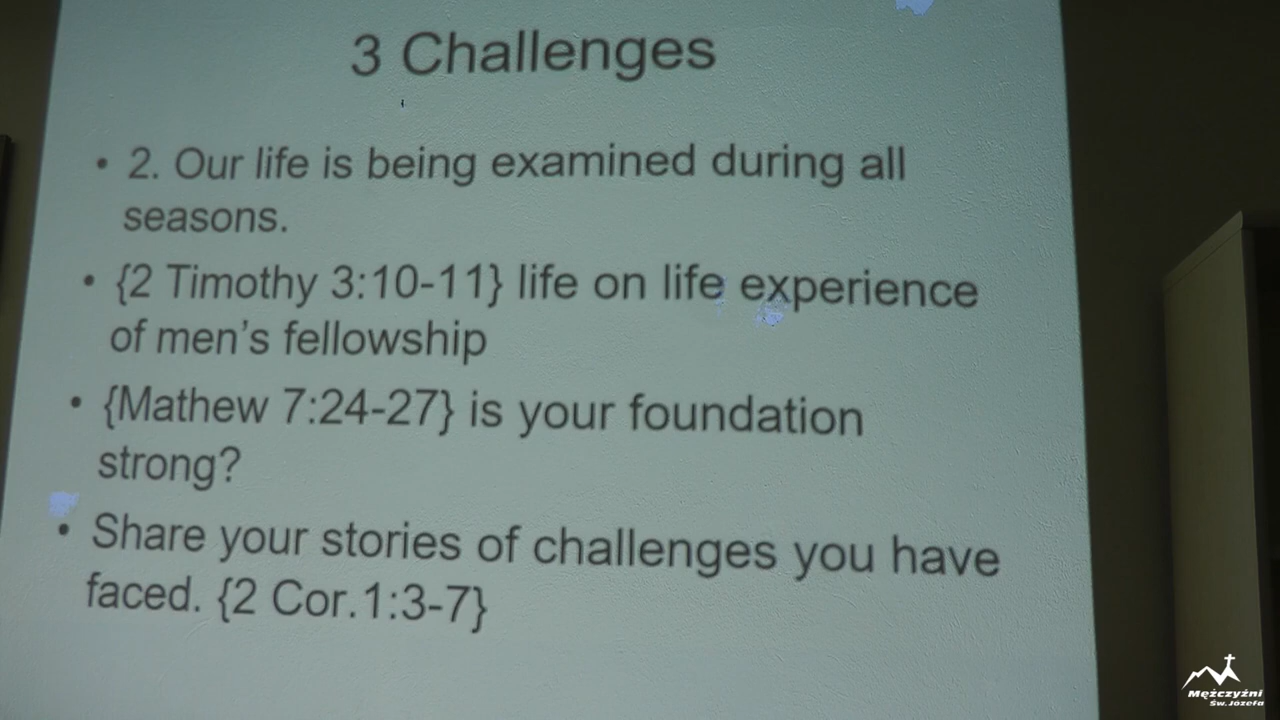 3 Challenges
• 2. Our life is being examined during all
seasons.
• {2 Timothy 3:10-11} life on life experience
of men's fellowship
• {Mathew 7:24-27} is your foundation
strong?
• Share your stories of challenges you have
faced. {2 Cor.1:3-7}
Mężczyźni
Św. Józefa